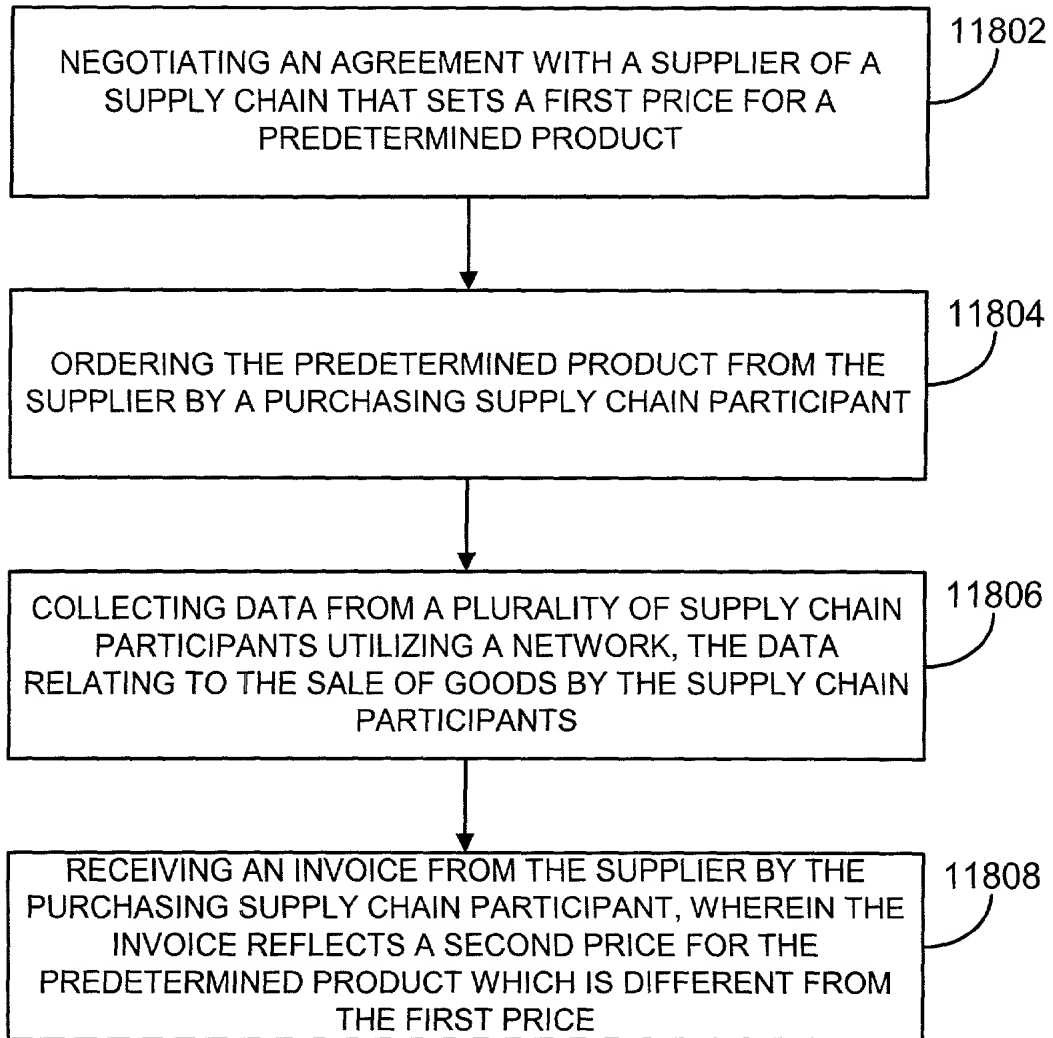 11802
NEGOTIATING AN AGREEMENT WITH A SUPPLIER OF A
SUPPLY CHAIN THAT SETS A FIRST PRICE FOR A
PREDETERMINED PRODUCT
11804
ORDERING THE PREDETERMINED PRODUCT FROM THE
SUPPLIER BY A PURCHASING SUPPLY CHAIN PARTICIPANT
11806
COLLECTING DATA FROM A PLURALITY OF SUPPLY CHAIN
PARTICIPANTS UTILIZING A NETWORK, THE DATA
RELATING TO THE SALE OF GOODS BY THE SUPPLY CHAIN
PARTICIPANTS
11808
RECEIVING AN INVOICE FROM THE SUPPLIER BY THE
PURCHASING SUPPLY CHAIN PARTICIPANT, WHEREIN THE
INVOICE REFLECTS A SECOND PRICE FOR THE
PREDETERMINED PRODUCT WHICH IS DIFFERENT FROM
THE FIRST PRICE